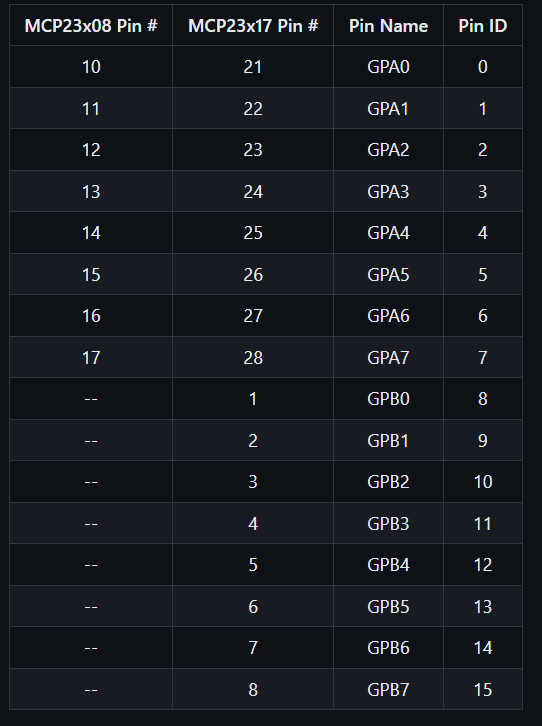 MCP23x08 Pin # MCP23x17 Pin # Pin Name Pin ID
10 21 GPA0 0
11 22 GPA1 1
12 23 GPA2 2
13 24 GPA3 3
14 25 GPA4 4
15 26 GPA5 5
16 27 GPA6 6
17 28 GPA7 7
-- 1 GPB0 8
-- 2 GPB1 9
-- 3 GPB2 10
-- 4 GPB3 11
-- 5 GPB4 12
-- 6 GPB5 13
-- 7 GPB6 14
-- 8 GPB7 15